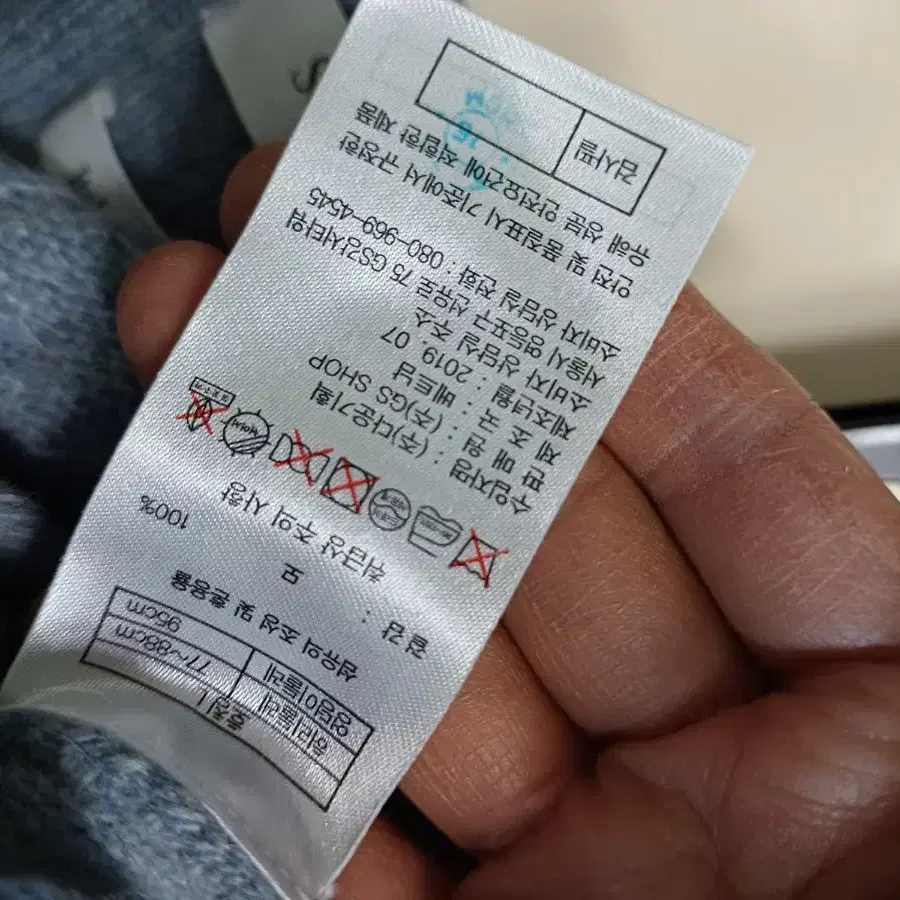 호칭 L
허리둘레 77~88cm
엉덩이둘레 95cm
섬유의 조성 및 혼용율
겉감 : 모 100%
취급상 주의 사항
수입자명 : (주)다운기획
판 매 원 : (주)GS SHOP
제 조 국 : 베트남
제조년월 : 2019. 07
소비자 상담실 주소
서울시 영등포구 선유로 75 GS강서타워
소비자 상담실 전화 : 080-969-4545
안전 및 품질표시 기준에서 규정한
유해 성분 안전요건에 적합한 제품
검사필
S